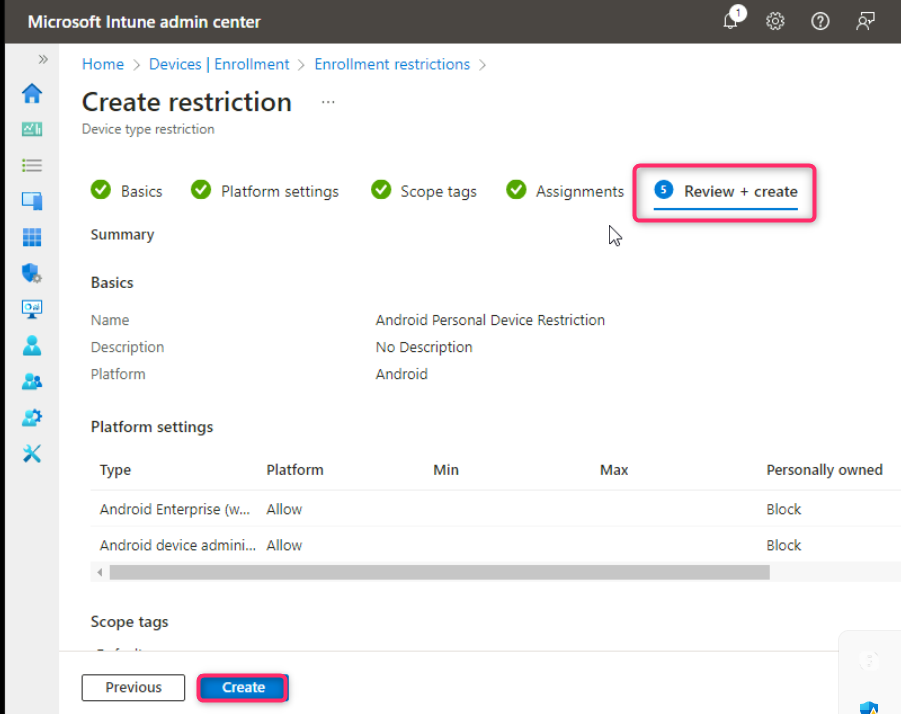 Microsoft Intune admin center
1
Home > Devices | Enrollment > Enrollment restrictions >
Create restriction ...
Device type restriction
Basics Platform settings Scope tags Assignments 5 Review + create
Summary
Basics
Name Android Personal Device Restriction
Description No Description
Platform Android
Platform settings
Type Platform Min Max Personally owned
Android Enterprise (w... Allow Block
Android device admini... Allow Block
Scope tags
Previous Create